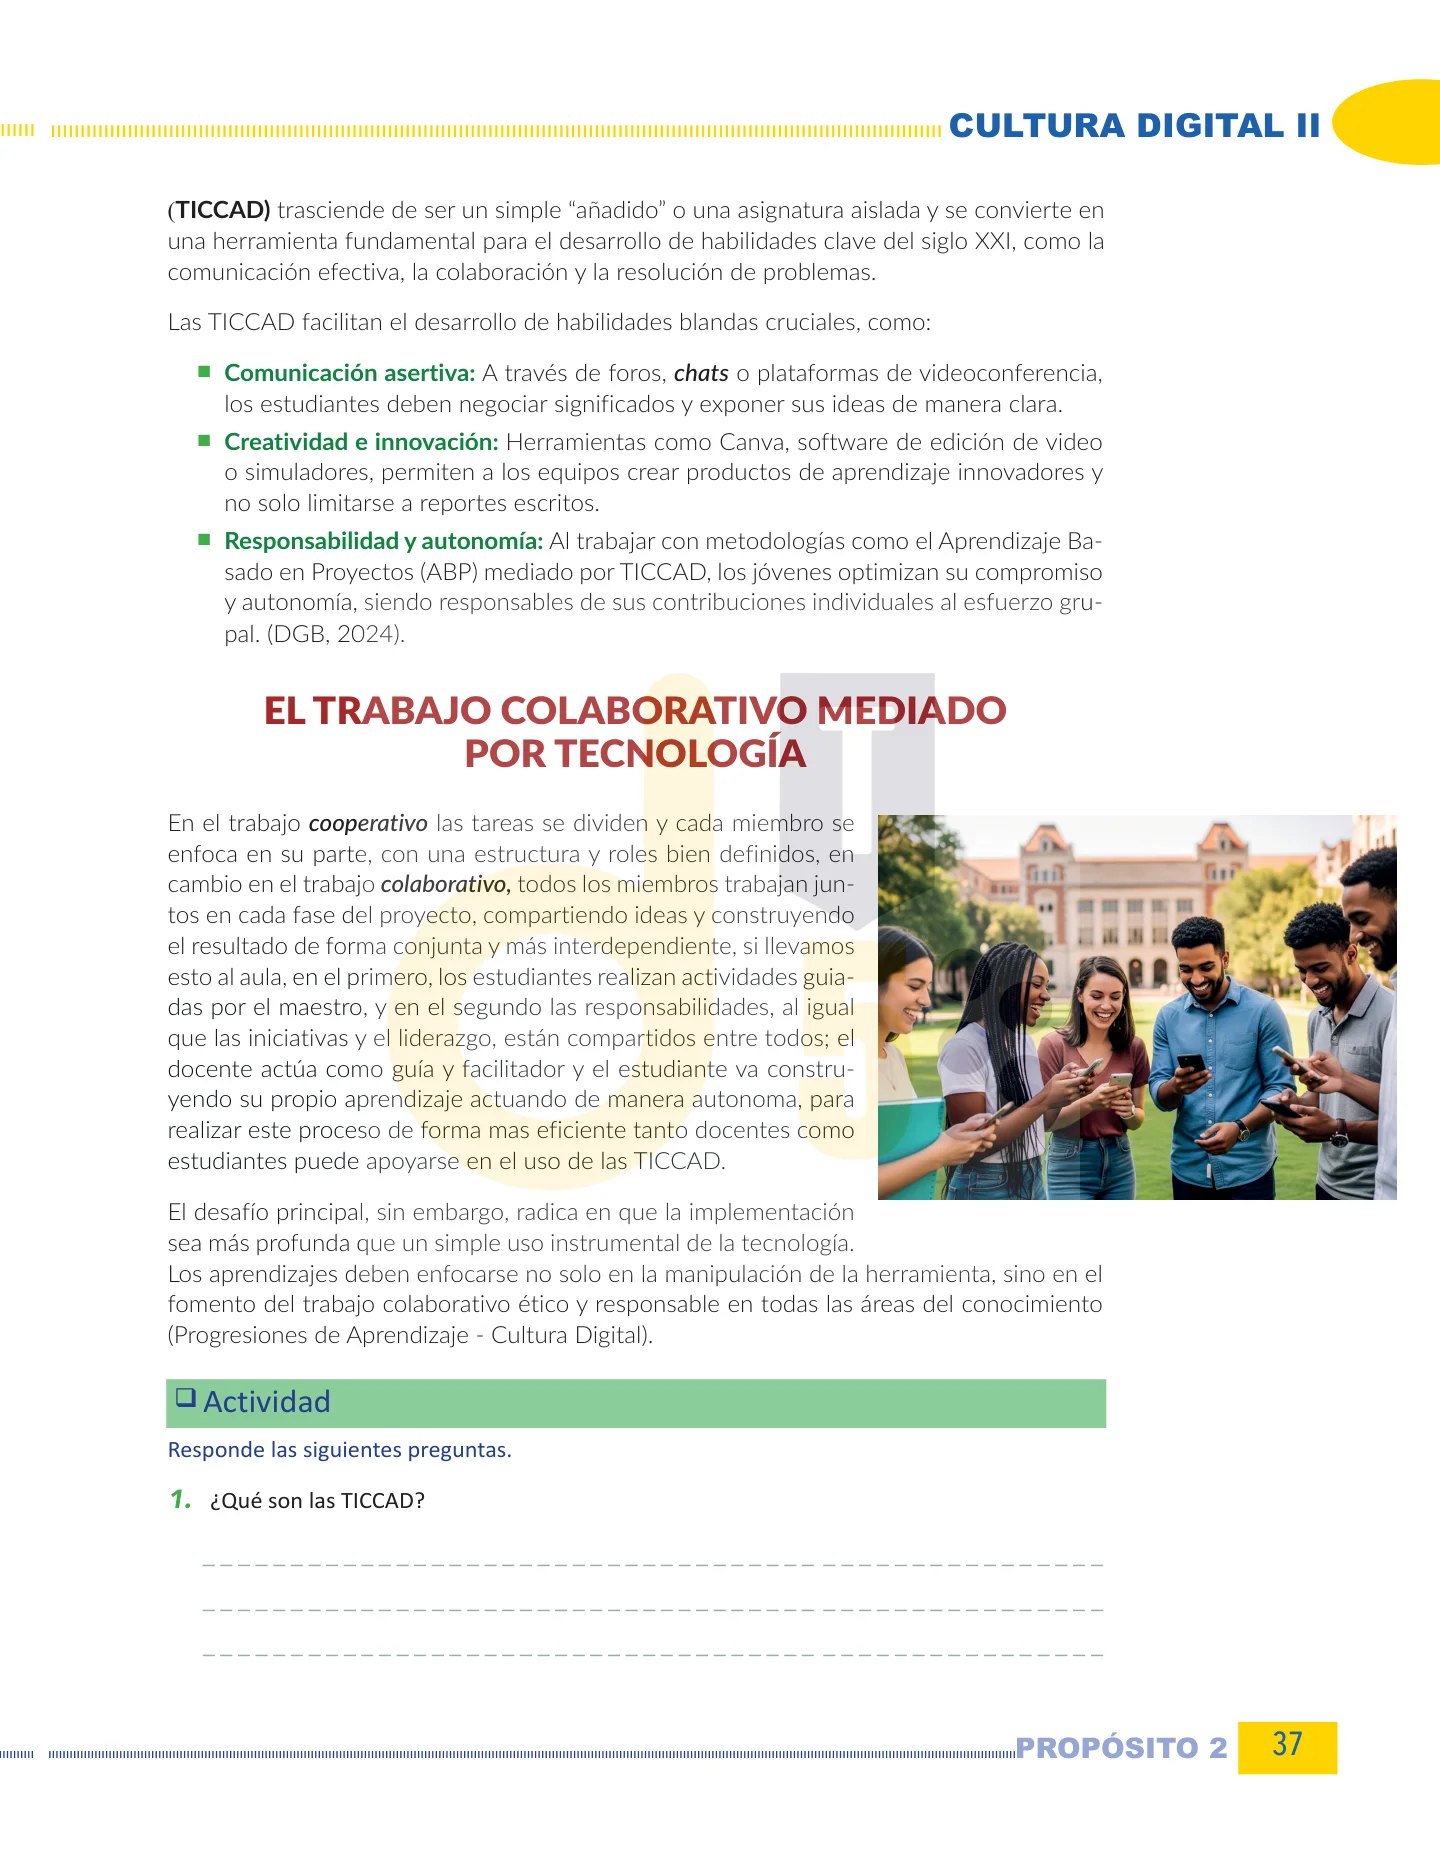 CULTURA DIGITAL II
(TICCAD) trasciende de ser un simple “añadido” o una asignatura aislada y se convierte en
una herramienta fundamental para el desarrollo de habilidades clave del siglo XXI, como la
comunicación efectiva, la colaboración y la resolución de problemas.
Las TICCAD facilitan el desarrollo de habilidades blandas cruciales, como:
■ Comunicación asertiva: A través de foros, chats o plataformas de videoconferencia,
los estudiantes deben negociar significados y exponer sus ideas de manera clara.
■ Creatividad e innovación: Herramientas como Canva, software de edición de video
o simuladores, permiten a los equipos crear productos de aprendizaje innovadores y
no solo limitarse a reportes escritos.
■ Responsabilidad y autonomía: Al trabajar con metodologías como el Aprendizaje Ba-
sado en Proyectos (ABP) mediado por TICCAD, los jóvenes optimizan su compromiso
y autonomía, siendo responsables de sus contribuciones individuales al esfuerzo gru-
pal. (DGB, 2024).
EL TRABAJO COLABORATIVO MEDIADO
POR TECNOLOGÍA
En el trabajo cooperativo las tareas se dividen y cada miembro se
enfoca en su parte, con una estructura y roles bien definidos, en
cambio en el trabajo colaborativo, todos los miembros trabajan jun-
tos en cada fase del proyecto, compartiendo ideas y construyendo
el resultado de forma conjunta y más interdependiente, si llevamos
esto al aula, en el primero, los estudiantes realizan actividades guia-
das por el maestro, y en el segundo las responsabilidades, al igual
que las iniciativas y el liderazgo, están compartidos entre todos; el
docente actúa como guía y facilitador y el estudiante va constru-
yendo su propio aprendizaje actuando de manera autonoma, para
realizar este proceso de forma mas eficiente tanto docentes como
estudiantes puede apoyarse en el uso de las TICCAD.
El desafío principal, sin embargo, radica en que la implementación
sea más profunda que un simple uso instrumental de la tecnología.
Los aprendizajes deben enfocarse no solo en la manipulación de la herramienta, sino en el
fomento del trabajo colaborativo ético y responsable en todas las áreas del conocimiento
(Progresiones de Aprendizaje - Cultura Digital).
❑ Actividad
Responde las siguientes preguntas.
1. ¿Qué son las TICCAD?
PROPÓSITO 2 37